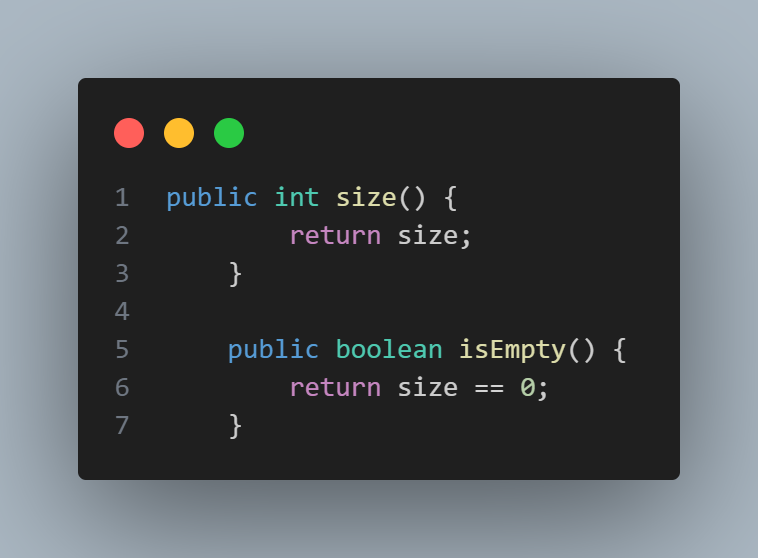 1 public int size() {
2         return size;
3     }
4
5     public boolean isEmpty() {
6         return size == 0;
7     }